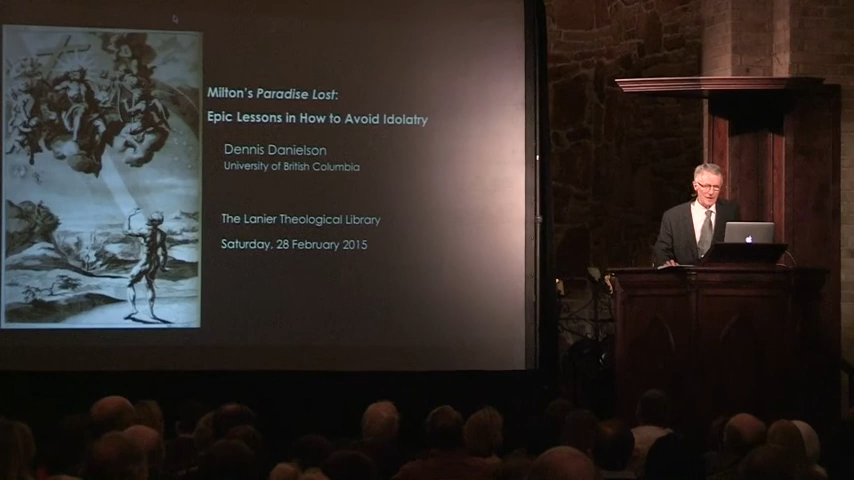 Milton's Paradise Lost:
Epic Lessons in How to Avoid Idolatry
Dennis Danielson
University of British Columbia
The Lanier Theological Library
Saturday, 28 February 2015